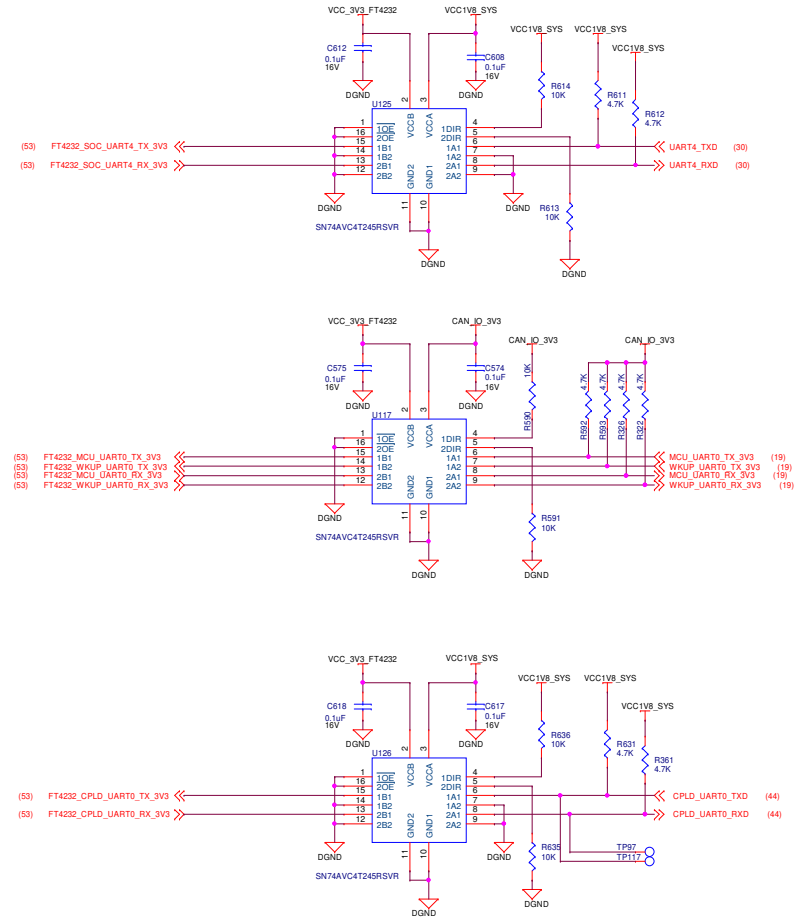 VCC_3V3_FT4232
VCC1V8_SYS
VCC1V8_SYS
VCC1V8_SYS
VCC1V8_SYS
C612
0.1uF
16V
C608
0.1uF
16V
R614
10K
R611
4.7K
R612
4.7K
DGND
DGND
U125
2
3
VCCB
VCCA
1 1OE 1DIR 4
16 2OE 2DIR 5
15 1B1 1A1 6
14 1B2 1A2 7
13 2B1 2A1 8
12 2B2 2A2 9
(53) FT4232_SOC_UART4_TX_3V3
(53) FT4232_SOC_UART4_RX_3V3
UART4_TXD (30)
UART4_RXD (30)
GND2
GND1
11
10
DGND
DGND
R613
10K
SN74AVC4T245RSVR
DGND
DGND
VCC_3V3_FT4232
CAN_IO_3V3
CAN_IO_3V3
CAN_IO_3V3
C575
0.1uF
16V
C574
0.1uF
16V
10K
R590
4.7K
R592
4.7K
R593
4.7K
R326
4.7K
R322
DGND
DGND
U117
2
3
VCCB
VCCA
1 1OE 1DIR 4
16 2OE 2DIR 5
15 1B1 1A1 6
14 1B2 1A2 7
13 2B1 2A1 8
12 2B2 2A2 9
(53) FT4232_MCU_UART0_TX_3V3
(53) FT4232_WKUP_UART0_TX_3V3
(53) FT4232_MCU_UART0_RX_3V3
(53) FT4232_WKUP_UART0_RX_3V3
MCU_UART0_TX_3V3 (19)
WKUP_UART0_TX_3V3 (19)
MCU_UART0_RX_3V3 (19)
WKUP_UART0_RX_3V3 (19)
GND2
GND1
11
10
DGND
R591
10K
SN74AVC4T245RSVR
DGND
DGND
VCC_3V3_FT4232
VCC1V8_SYS
VCC1V8_SYS
VCC1V8_SYS
VCC1V8_SYS
C618
0.1uF
16V
C617
0.1uF
16V
R636
10K
R631
4.7K
R361
4.7K
DGND
DGND
U126
2
3
VCCB
VCCA
1 1OE 1DIR 4
16 2OE 2DIR 5
15 1B1 1A1 6
14 1B2 1A2 7
13 2B1 2A1 8
12 2B2 2A2 9
(53) FT4232_CPLD_UART0_TX_3V3
(53) FT4232_CPLD_UART0_RX_3V3
CPLD_UART0_TXD (44)
CPLD_UART0_RXD (44)
GND2
GND1
11
10
DGND
DGND
R635
10K
TP97
TP117
SN74AVC4T245RSVR
DGND
DGND